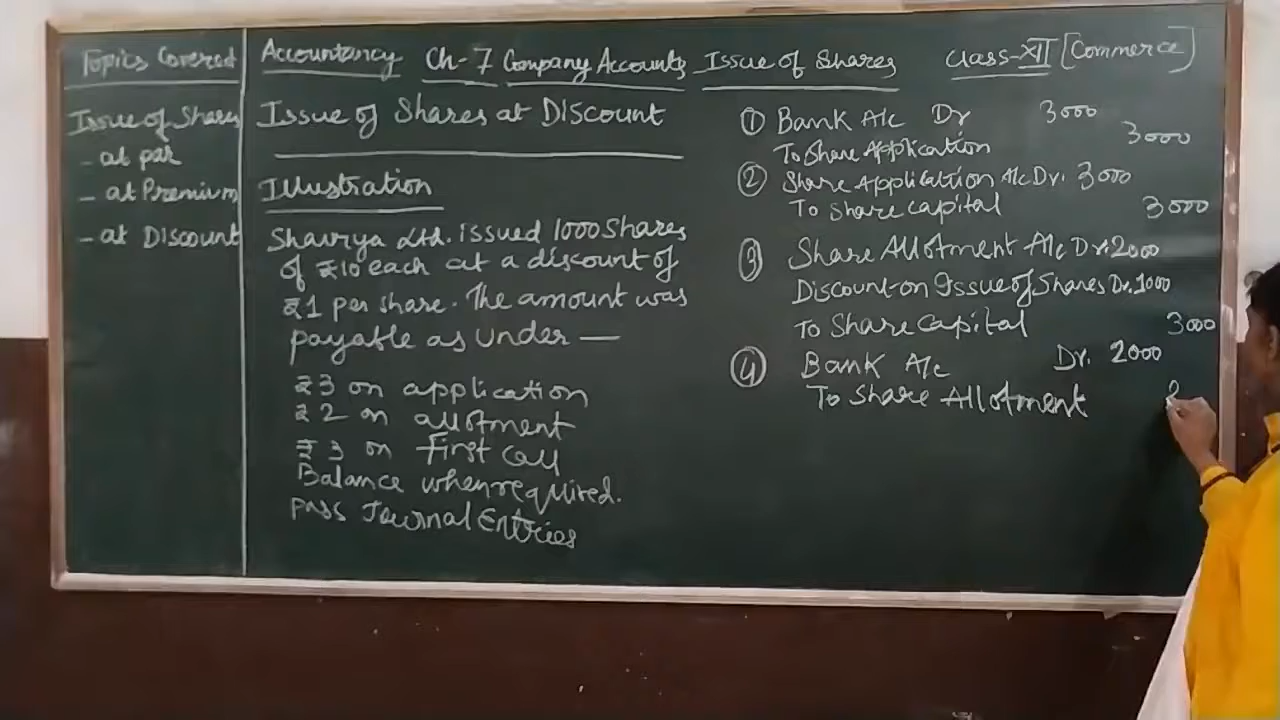 Topics Covered
Issue of Shares
- at par
- at Premium
- at Discount
Accountancy Ch-7 Company Accounts Issue of Shares Class-XII [Commerce]
Issue of Shares at Discount
Illustration
Shaurya Ltd. issued 1000 Shares
of ₹10 each at a discount of
₹1 per share. The amount was
payable as under —
₹3 on application
₹2 on allotment
₹3 on First Call
Balance when required.
Pass Journal Entries
① Bank A/c Dr 3000
To Share Application 3000
② Share Application A/c Dr. 3000
To Share Capital 3000
③ Share Allotment A/c Dr. 2000
Discount on Issue of Shares Dr. 1000
To Share Capital 3000
④ Bank A/c Dr. 2000
To Share Allotment